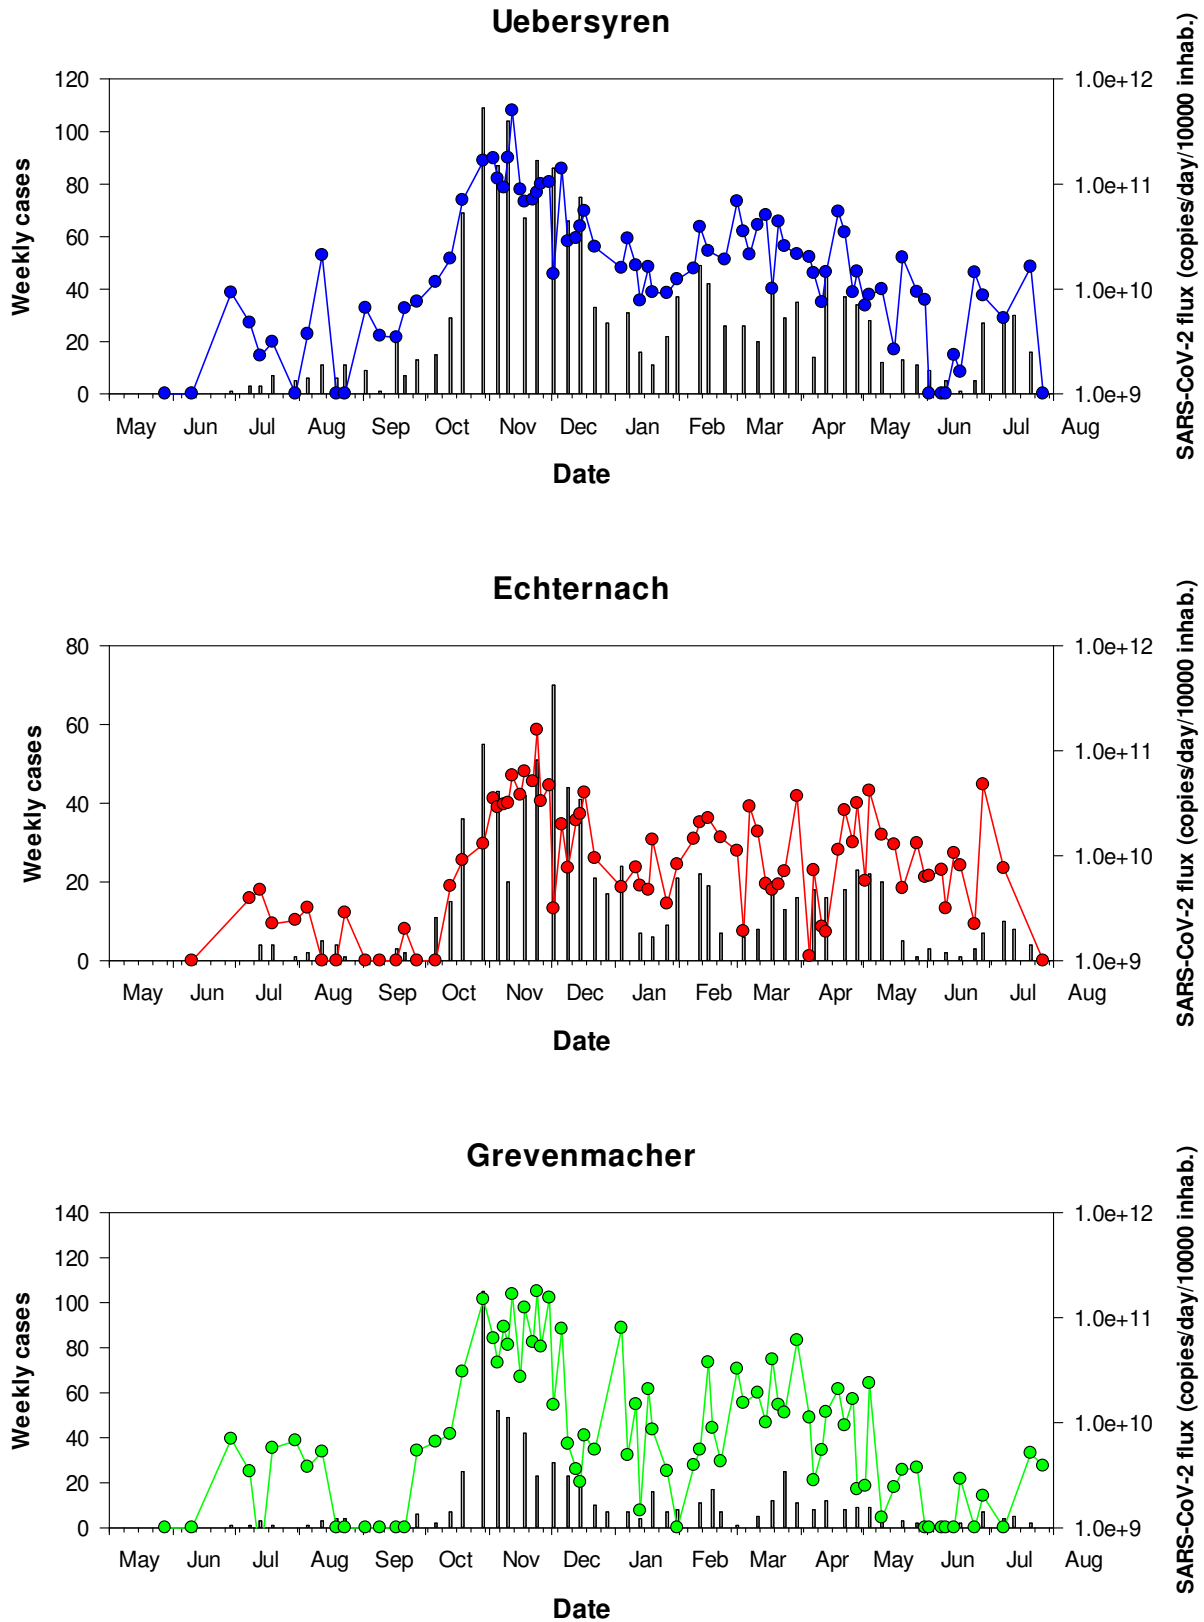 Uebersyren
Weekly cases
120
100
80
60
40
20
0
1.0e+12
1.0e+11
1.0e+10
1.0e+9
SARS-CoV-2 flux (copies/day/10000 inhab.)
May Jun Jul Aug Sep Oct Nov Dec Jan Feb Mar Apr May Jun Jul Aug
Date
Echternach
Weekly cases
80
60
40
20
0
1.0e+12
1.0e+11
1.0e+10
1.0e+9
SARS-CoV-2 flux (copies/day/10000 inhab.)
May Jun Jul Aug Sep Oct Nov Dec Jan Feb Mar Apr May Jun Jul Aug
Date
Grevenmacher
Weekly cases
140
120
100
80
60
40
20
0
1.0e+12
1.0e+11
1.0e+10
1.0e+9
SARS-CoV-2 flux (copies/day/10000 inhab.)
May Jun Jul Aug Sep Oct Nov Dec Jan Feb Mar Apr May Jun Jul Aug
Date